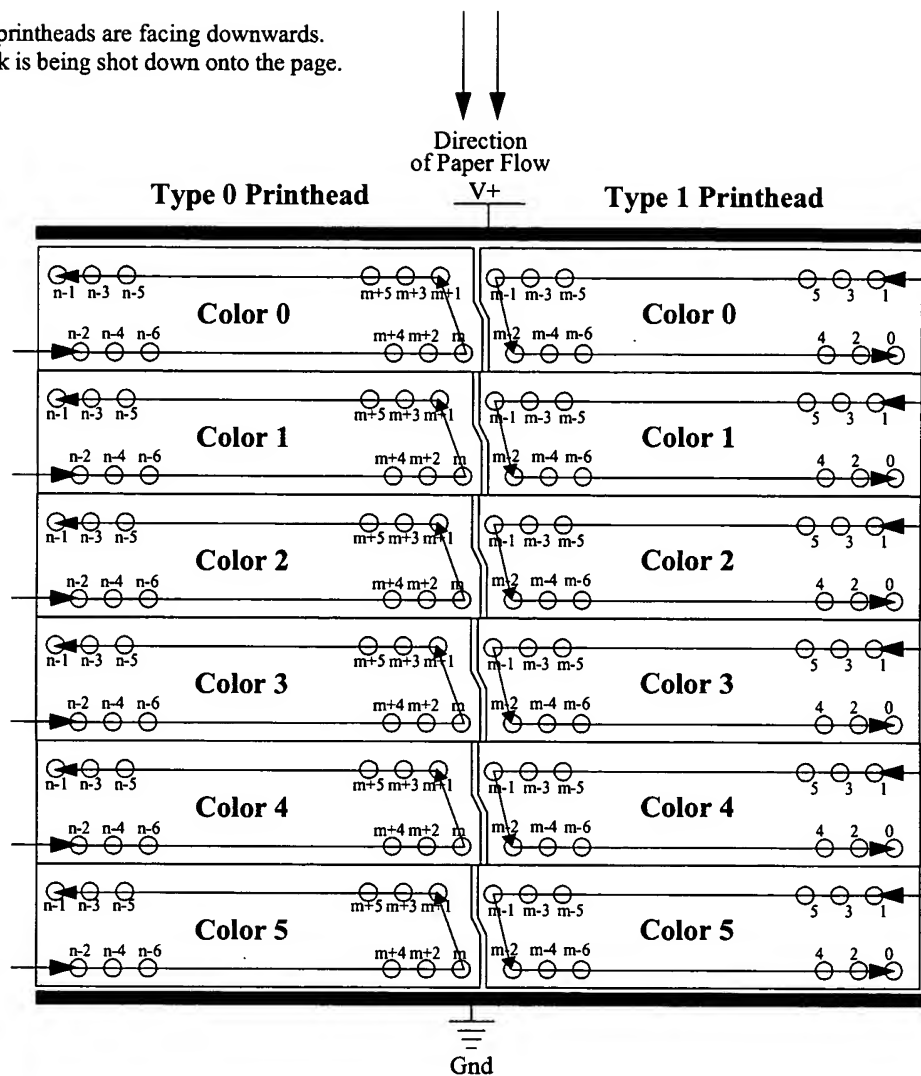 printheads are facing downwards.
k is being shot down onto the page.
Direction
of Paper Flow
Type 0 Printhead V+ Type 1 Printhead
n-1 n-3 n-5 m+5 m+3 m+1 m-1 m-3 m-5 5 3 1
Color 0 Color 0
n-2 n-4 n-6 m+4 m+2 m m-2 m-4 m-6 4 2 0
n-1 n-3 n-5 m+5 m+3 m+1 m-1 m-3 m-5 5 3 1
Color 1 Color 1
n-2 n-4 n-6 m+4 m+2 m m-2 m-4 m-6 4 2 0
n-1 n-3 n-5 m+5 m+3 m+1 m-1 m-3 m-5 5 3 1
Color 2 Color 2
n-2 n-4 n-6 m+4 m+2 m m-2 m-4 m-6 4 2 0
n-1 n-3 n-5 m+5 m+3 m+1 m-1 m-3 m-5 5 3 1
Color 3 Color 3
n-2 n-4 n-6 m+4 m+2 m m-2 m-4 m-6 4 2 0
n-1 n-3 n-5 m+5 m+3 m+1 m-1 m-3 m-5 5 3 1
Color 4 Color 4
n-2 n-4 n-6 m+4 m+2 m m-2 m-4 m-6 4 2 0
n-1 n-3 n-5 m+5 m+3 m+1 m-1 m-3 m-5 5 3 1
Color 5 Color 5
n-2 n-4 n-6 m+4 m+2 m m-2 m-4 m-6 4 2 0
Gnd